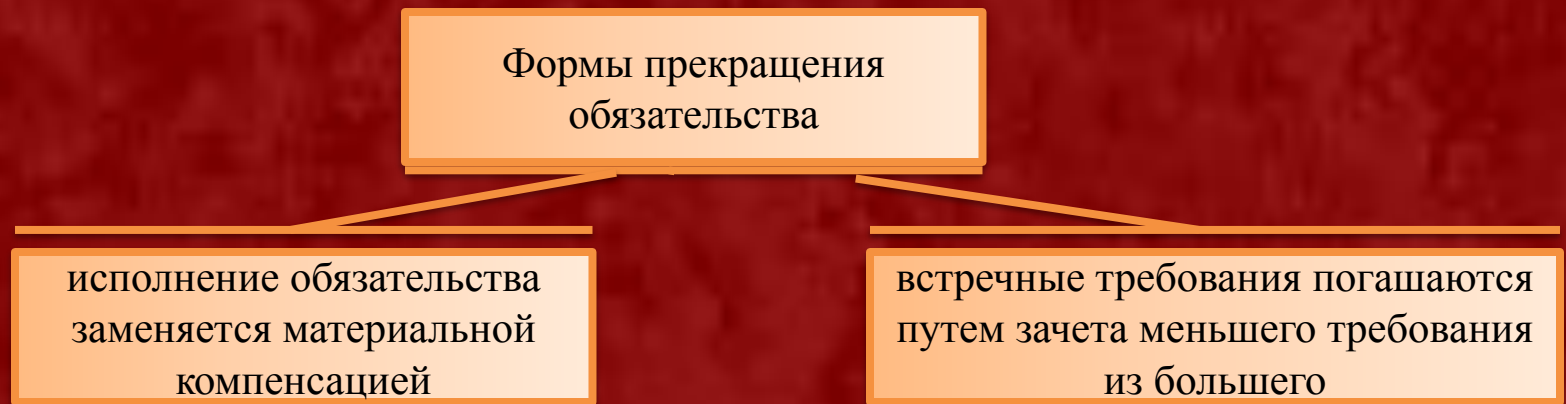 Формы прекращения
обязательства
исполнение обязательства
заменяется материальной
компенсацией
встречные требования погашаются
путем зачета меньшего требования
из большего